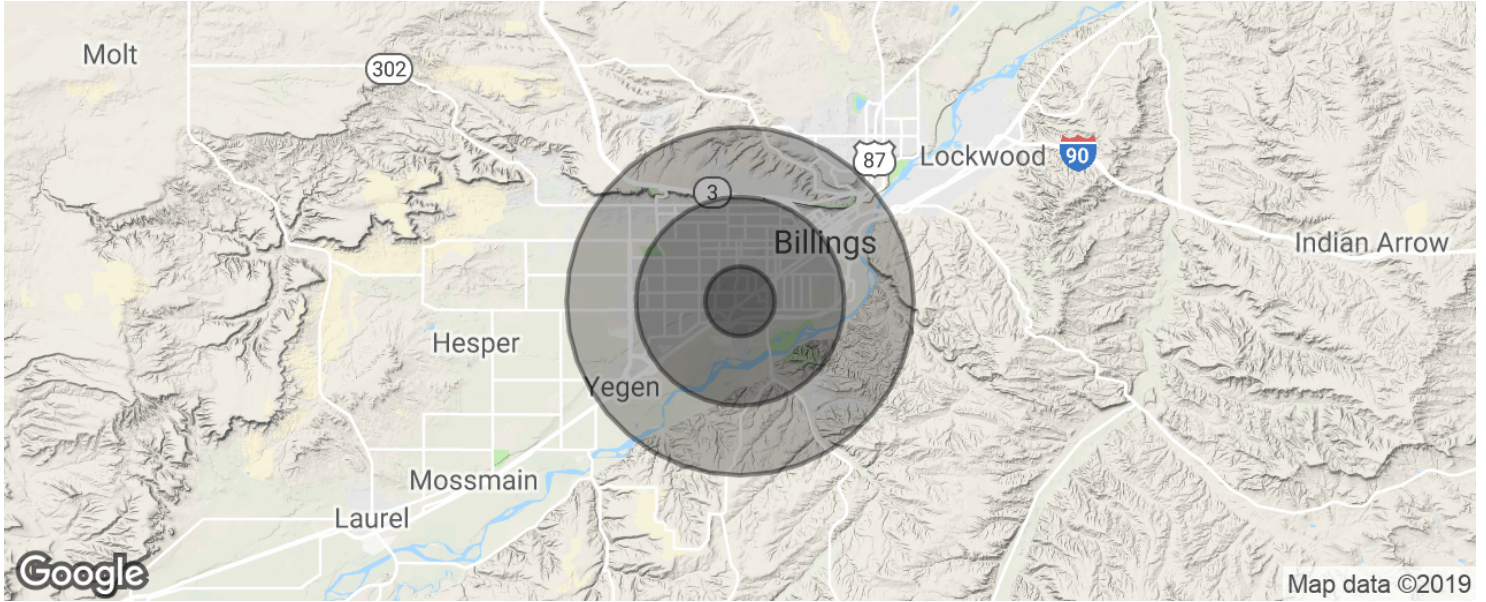 Molt
302
87
Lockwood
90
3
Billings
Indian Arrow
Hesper
Yegen
Mossmain
Laurel
Google
Map data ©2019